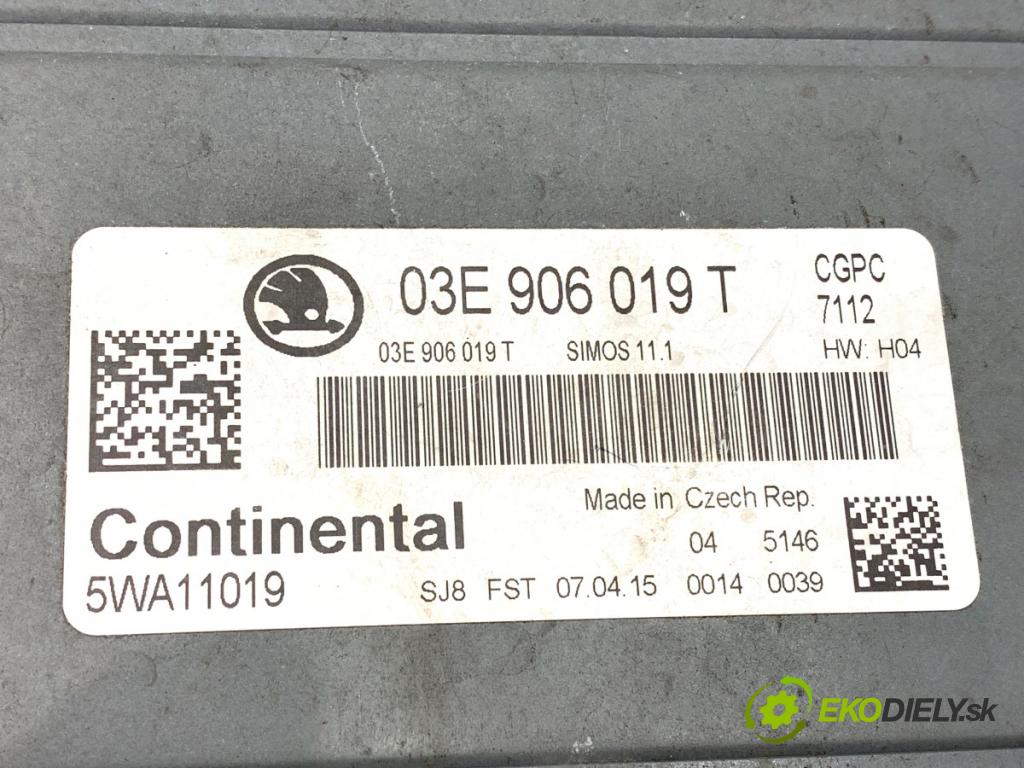 03E 906 019 T
CGPC
7112
03E 906 019 T SIMOS 11.1 HW: H04
Made in Czech Rep.
Continental
04 5146
5WA11019
SJ8 FST 07.04.15 0014 0039
EKODIELY.sk